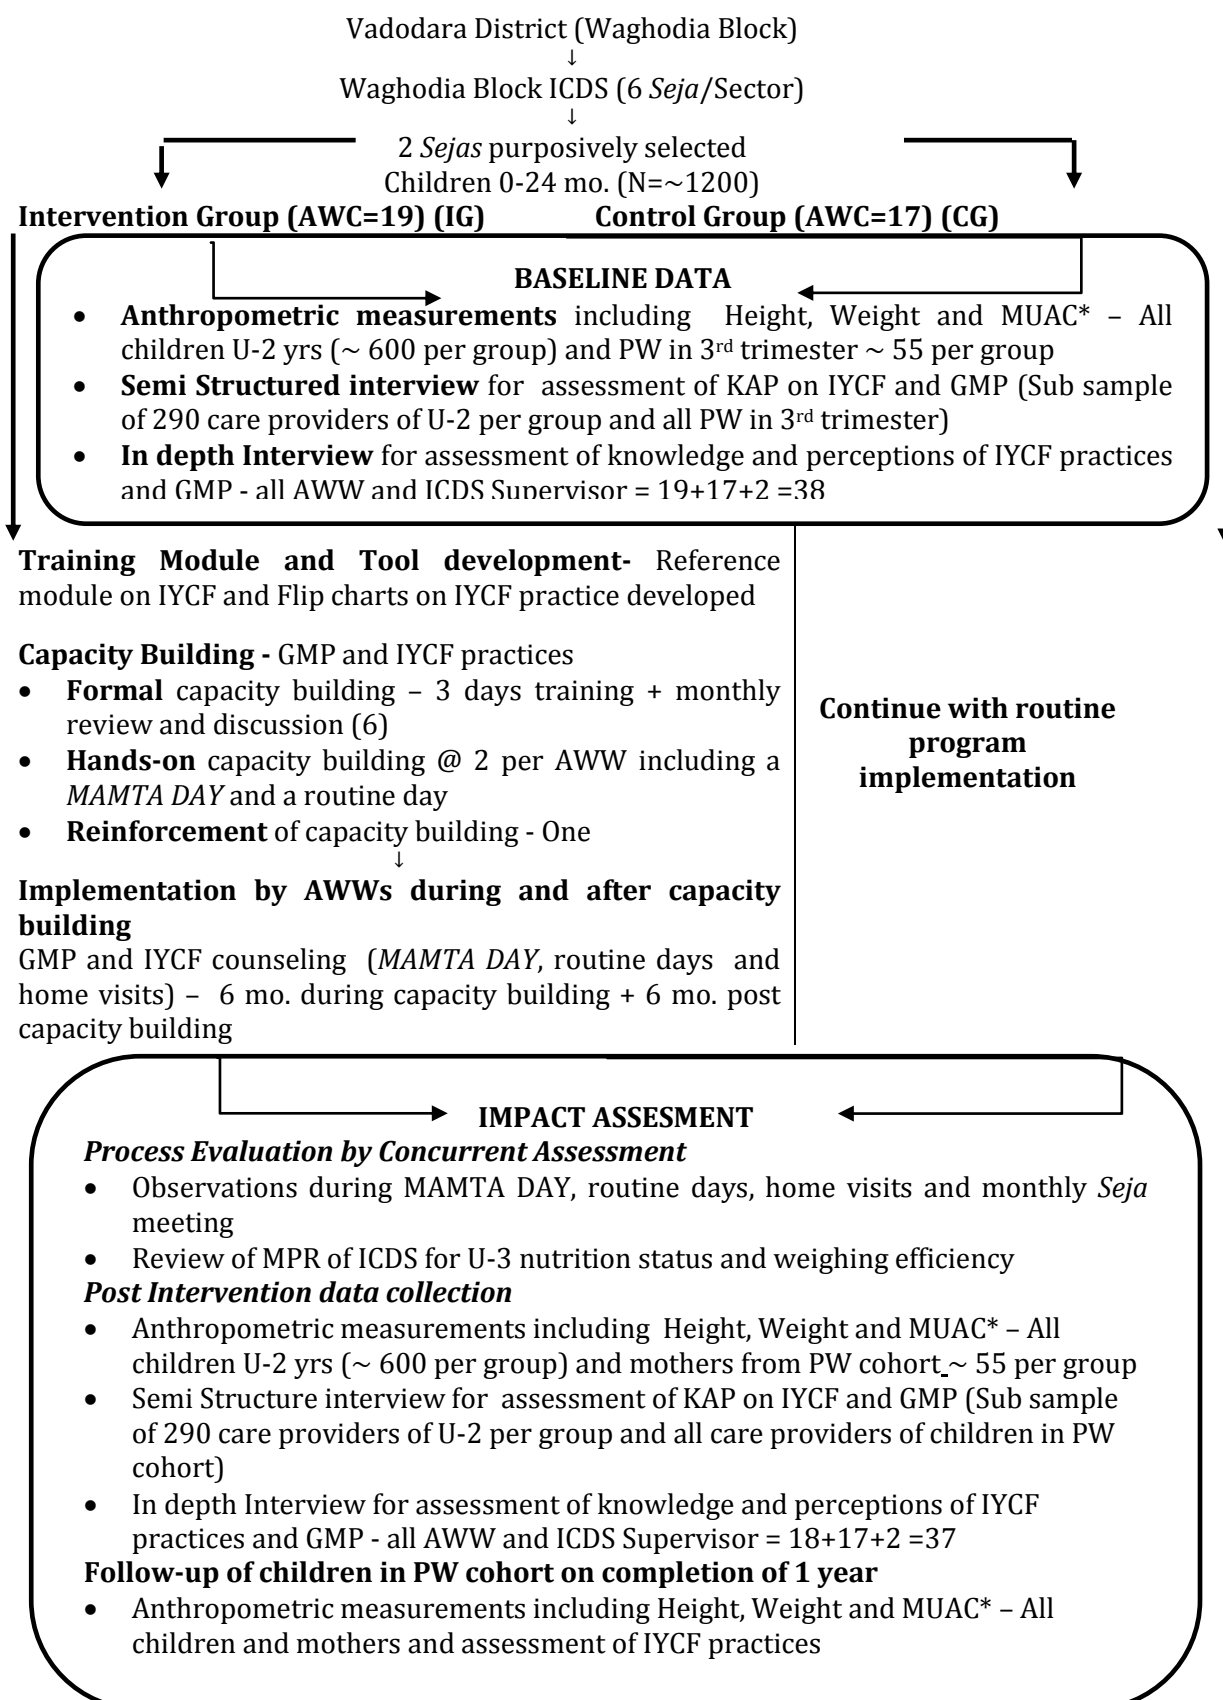 Vadodara District (Waghodia Block)
↓
Waghodia Block ICDS (6 Seja/Sector)
↓
2 Sejas purposively selected
Children 0-24 mo. (N=~1200)
Intervention Group (AWC=19) (IG) Control Group (AWC=17) (CG)
BASELINE DATA
• Anthropometric measurements including Height, Weight and MUAC* – All
children U-2 yrs (~ 600 per group) and PW in 3rd trimester ~ 55 per group
• Semi Structured interview for assessment of KAP on IYCF and GMP (Sub sample
of 290 care providers of U-2 per group and all PW in 3rd trimester)
• In depth Interview for assessment of knowledge and perceptions of IYCF practices
and GMP - all AWW and ICDS Supervisor = 19+17+2 =38
Training Module and Tool development- Reference
module on IYCF and Flip charts on IYCF practice developed
Capacity Building - GMP and IYCF practices
• Formal capacity building – 3 days training + monthly
review and discussion (6)
• Hands-on capacity building @ 2 per AWW including a
MAMTA DAY and a routine day
• Reinforcement of capacity building - One
↓
Implementation by AWWs during and after capacity
building
GMP and IYCF counseling (MAMTA DAY, routine days and
home visits) – 6 mo. during capacity building + 6 mo. post
capacity building
Continue with routine
program
implementation
IMPACT ASSESMENT
Process Evaluation by Concurrent Assessment
• Observations during MAMTA DAY, routine days, home visits and monthly Seja
meeting
• Review of MPR of ICDS for U-3 nutrition status and weighing efficiency
Post Intervention data collection
• Anthropometric measurements including Height, Weight and MUAC* – All
children U-2 yrs (~ 600 per group) and mothers from PW cohort ~ 55 per group
• Semi Structure interview for assessment of KAP on IYCF and GMP (Sub sample
of 290 care providers of U-2 per group and all care providers of children in PW
cohort)
• In depth Interview for assessment of knowledge and perceptions of IYCF
practices and GMP - all AWW and ICDS Supervisor = 18+17+2 =37
Follow-up of children in PW cohort on completion of 1 year
• Anthropometric measurements including Height, Weight and MUAC* – All
children and mothers and assessment of IYCF practices